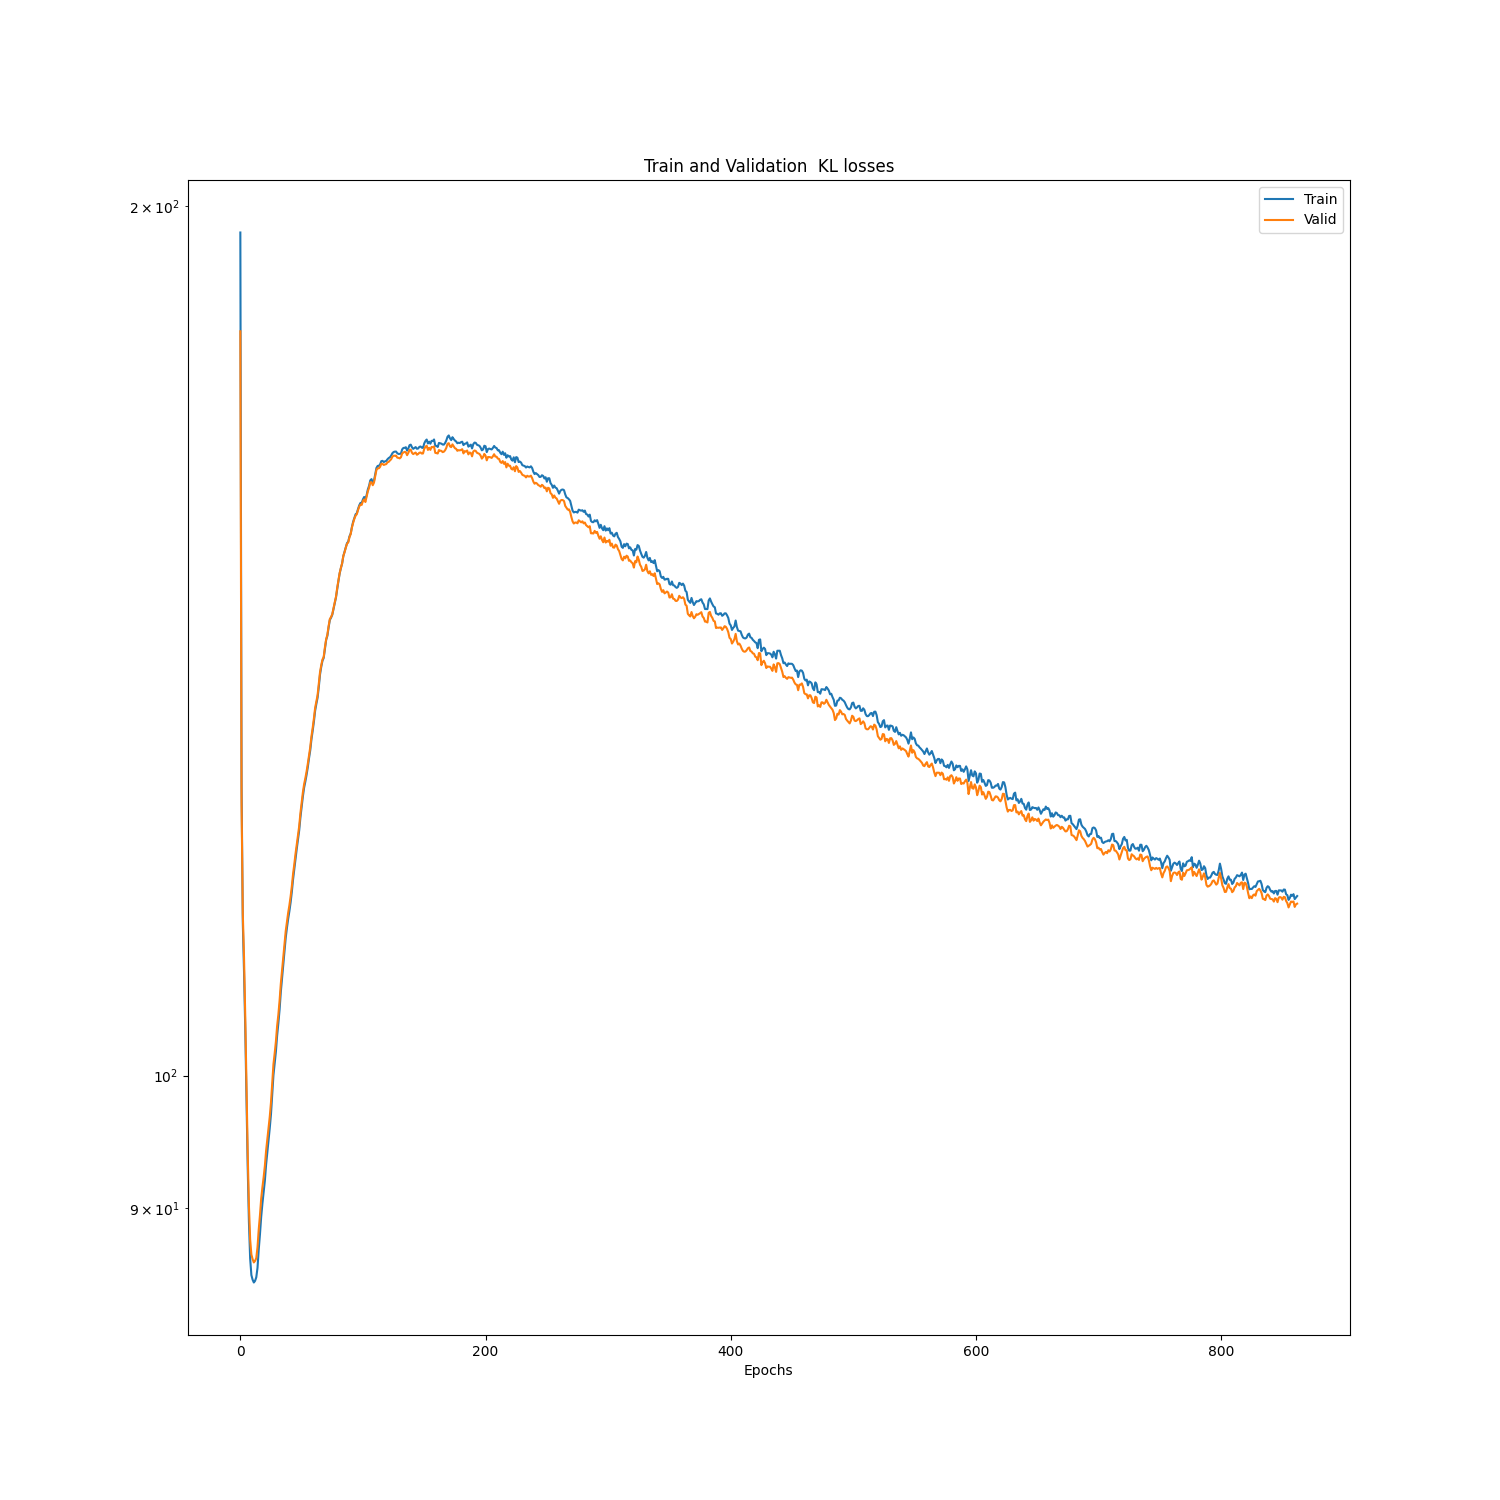 Train and Validation  KL losses
2 × 10²
Train
Valid
10²
9 × 10¹
0 200 400 600 800
Epochs